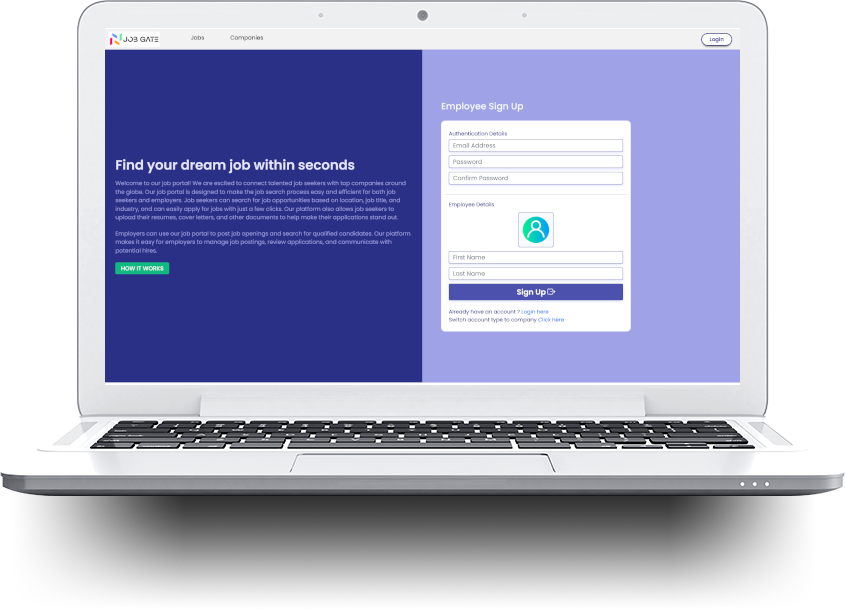 JOB GATE Jobs Companies Login
Employee Sign Up
Authentication Details
Email Address
Password
Confirm Password
Employee Details
First Name
Last Name
Sign Up
Already have an account ? Login here
Switch account type to company Click here
Find your dream job within seconds
Welcome to our job portal! We are excited to connect talented job seekers with top companies around
the globe. Our job portal is designed to make the job search process easy and efficient for both job
seekers and employers. Job seekers can search for job opportunities based on location, job title, and
industry, and can easily apply for jobs with just a few clicks. Our platform also allows job seekers to
upload their resumes, cover letters, and other documents to help make their applications stand out.
Employers can use our job portal to post job openings and search for qualified candidates. Our platform
makes it easy for employers to manage job postings, review applications, and communicate with
potential hires.
HOW IT WORKS